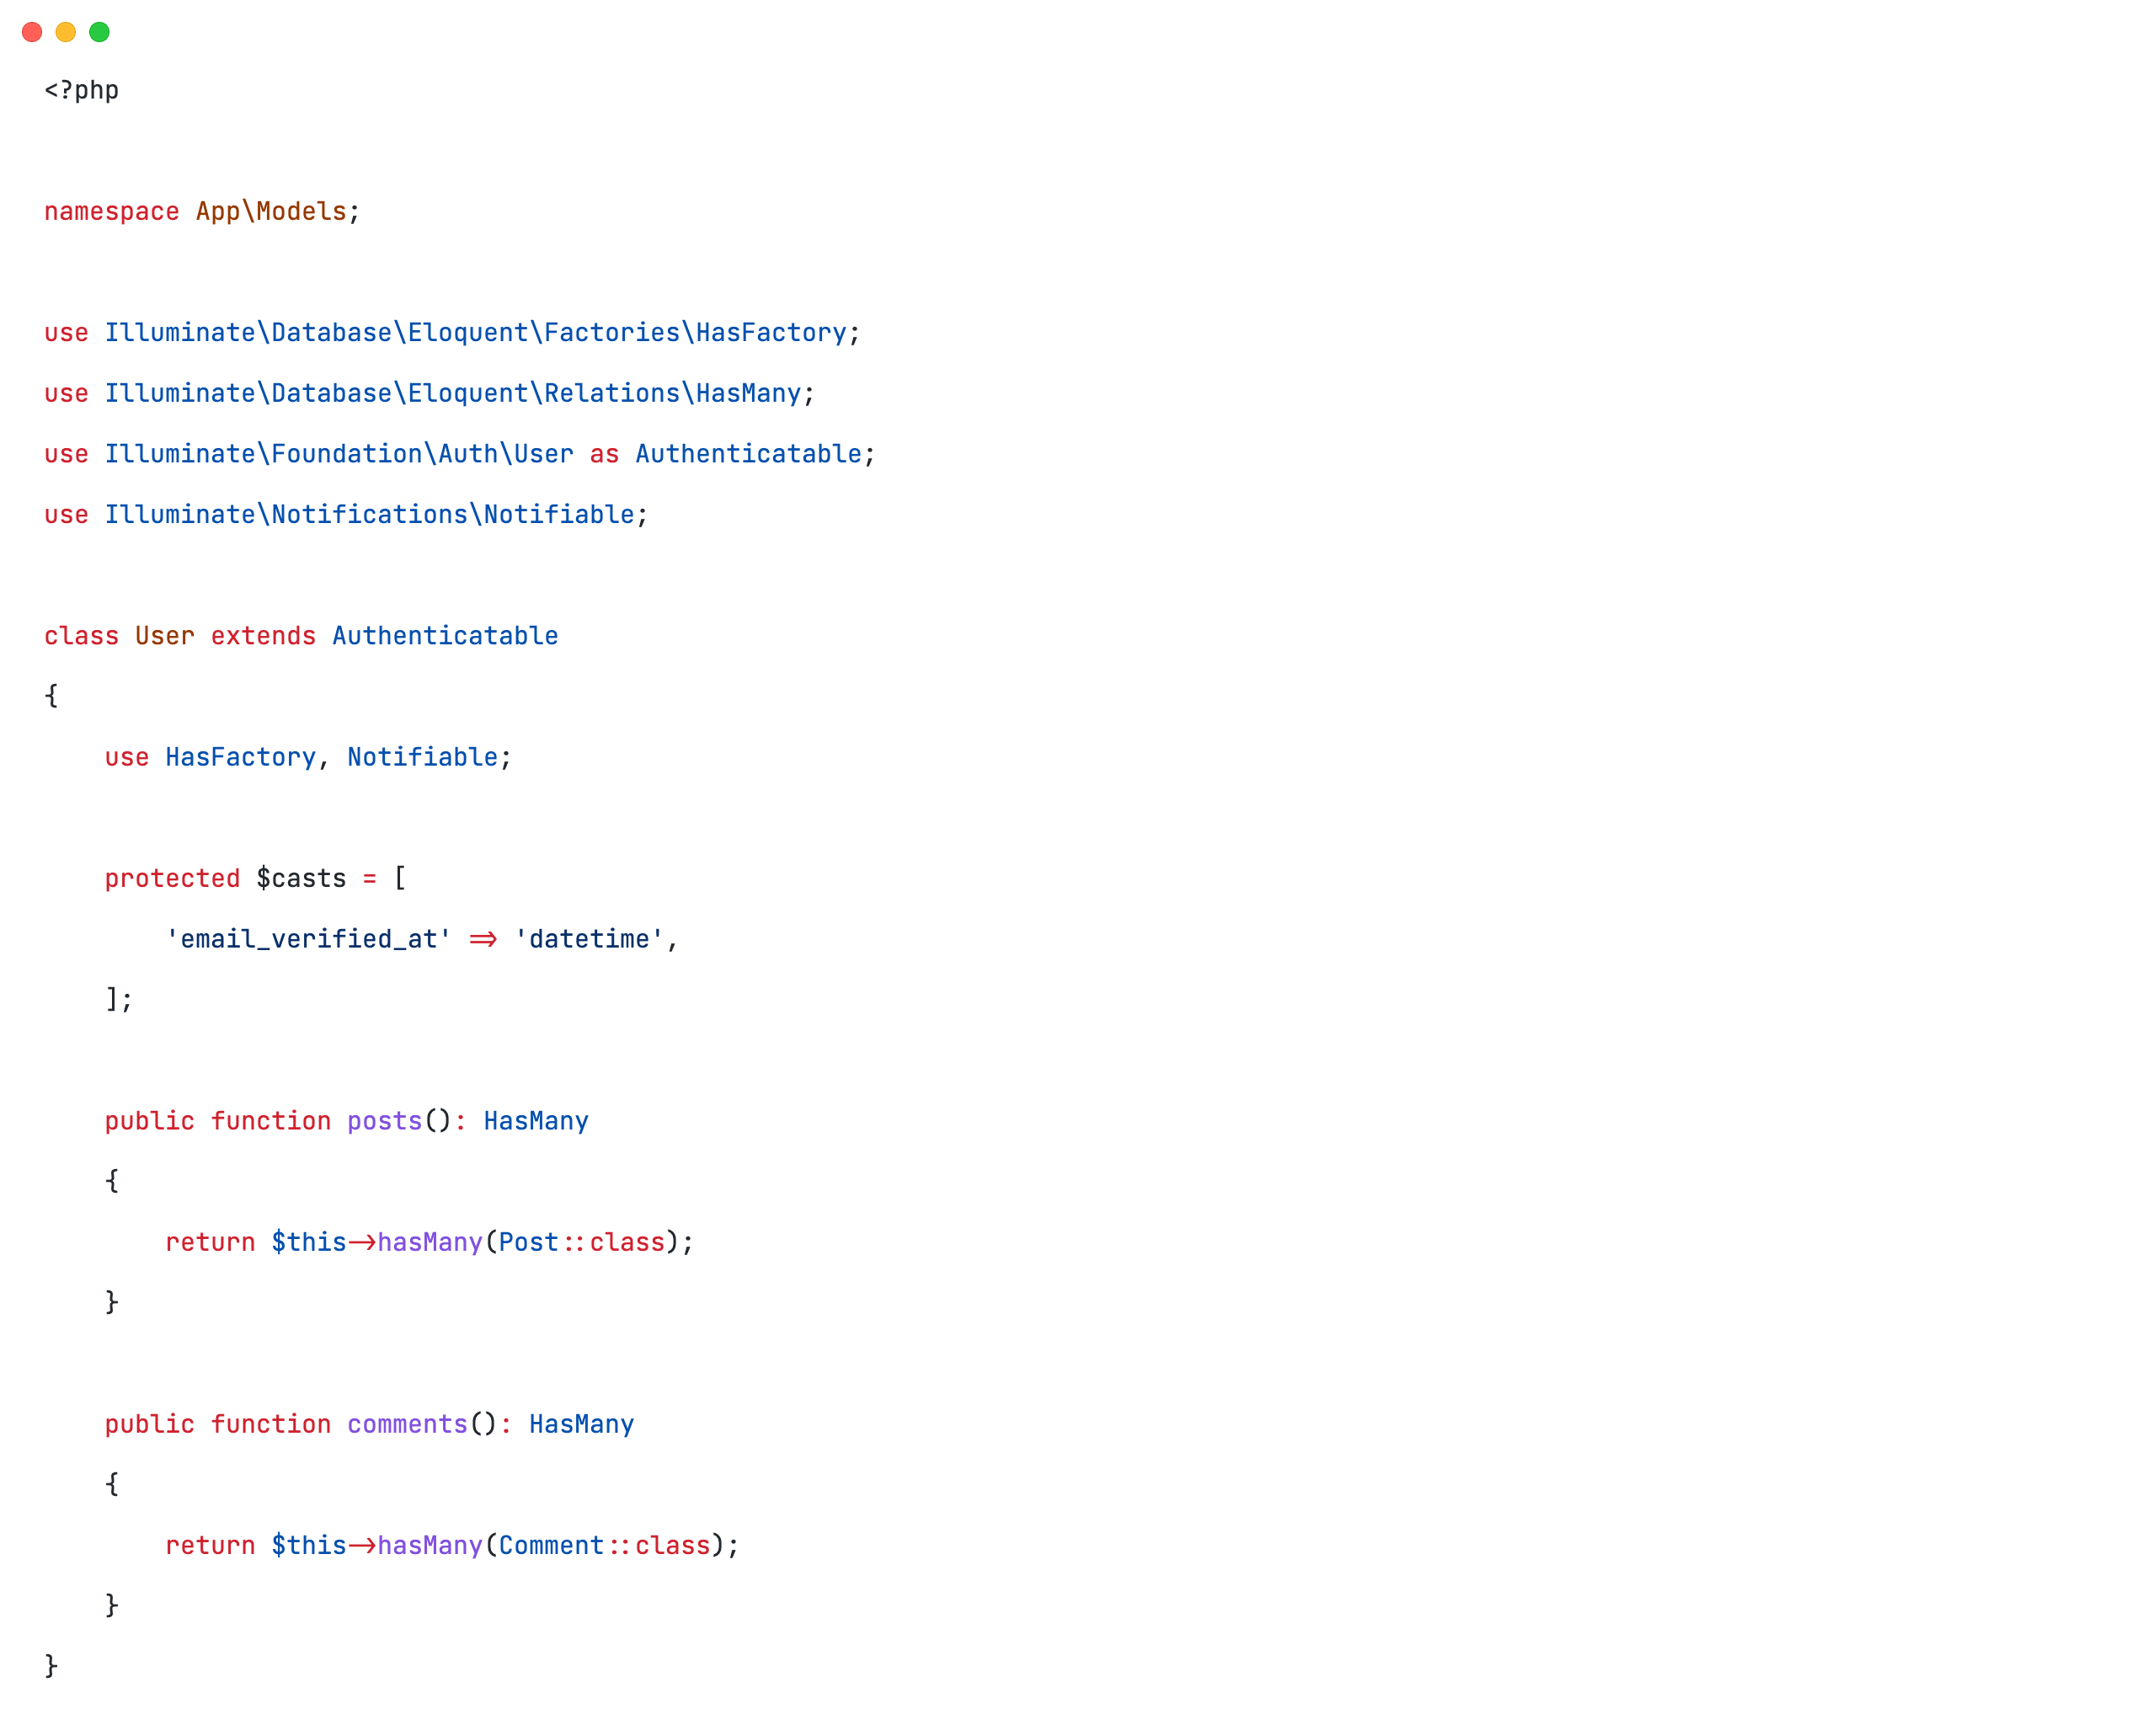 <?php
namespace App\Models;
use Illuminate\Database\Eloquent\Factories\HasFactory;
use Illuminate\Database\Eloquent\Relations\HasMany;
use Illuminate\Foundation\Auth\User as Authenticatable;
use Illuminate\Notifications\Notifiable;
class User extends Authenticatable
{
    use HasFactory, Notifiable;
    protected $casts = [
        'email_verified_at' => 'datetime',
    ];
    public function posts(): HasMany
    {
        return $this->hasMany(Post::class);
    }
    public function comments(): HasMany
    {
        return $this->hasMany(Comment::class);
    }
}